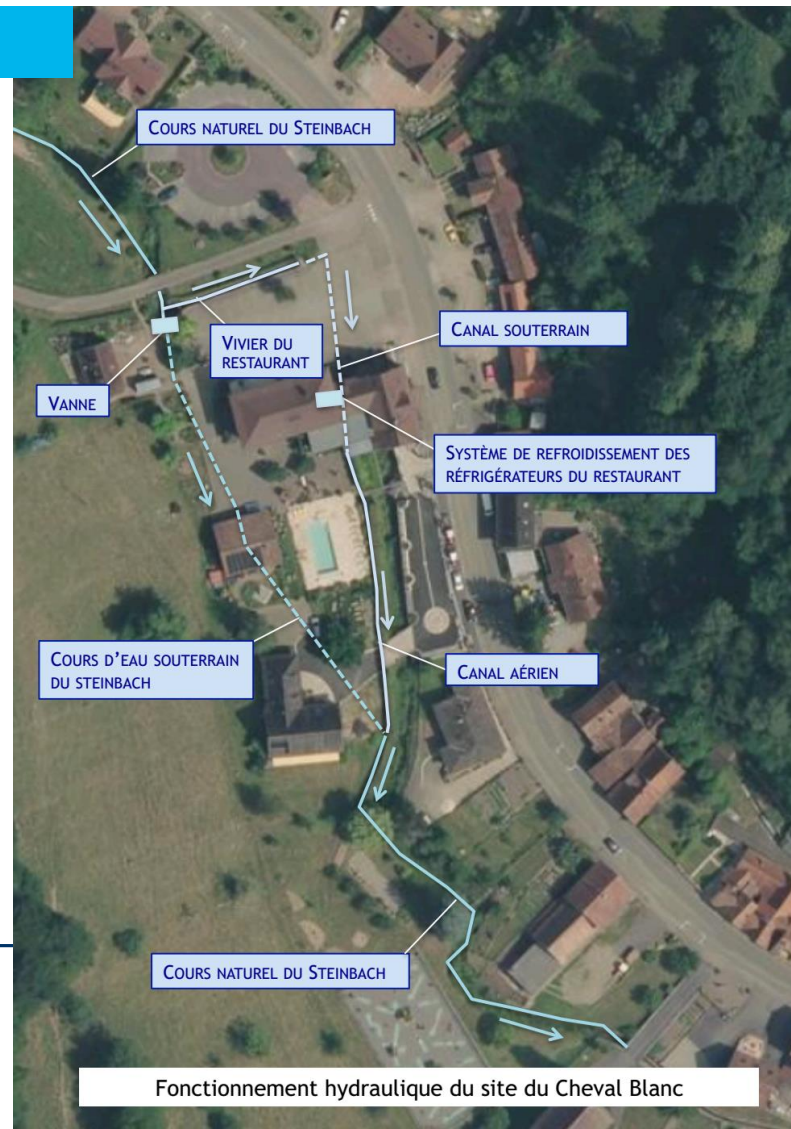 COURS NATUREL DU STEINBACH
VIVIER DU
RESTAURANT
CANAL SOUTERRAIN
VANNE
SYSTÈME DE REFROIDISSEMENT DES
RÉFRIGÉRATEURS DU RESTAURANT
COURS D'EAU SOUTERRAIN
DU STEINBACH
CANAL AÉRIEN
COURS NATUREL DU STEINBACH
Fonctionnement hydraulique du site du Cheval Blanc